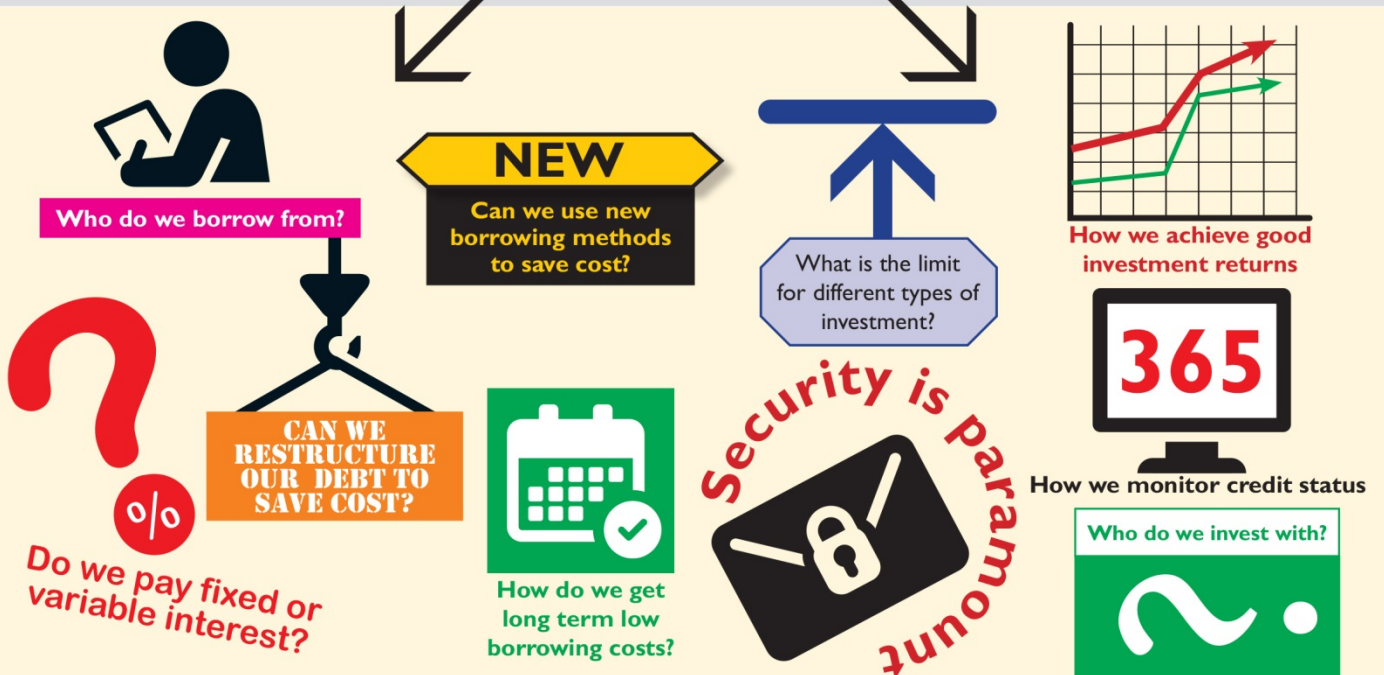 Who do we borrow from?
NEW
Can we use new
borrowing methods
to save cost?
What is the limit
for different types of
investment?
How we achieve good
investment returns
365
How we monitor credit status
CAN WE
RESTRUCTURE
OUR DEBT TO
SAVE COST?
%
Do we pay fixed or
variable interest?
How do we get
long term low
borrowing costs?
Security is paramount
Who do we invest with?